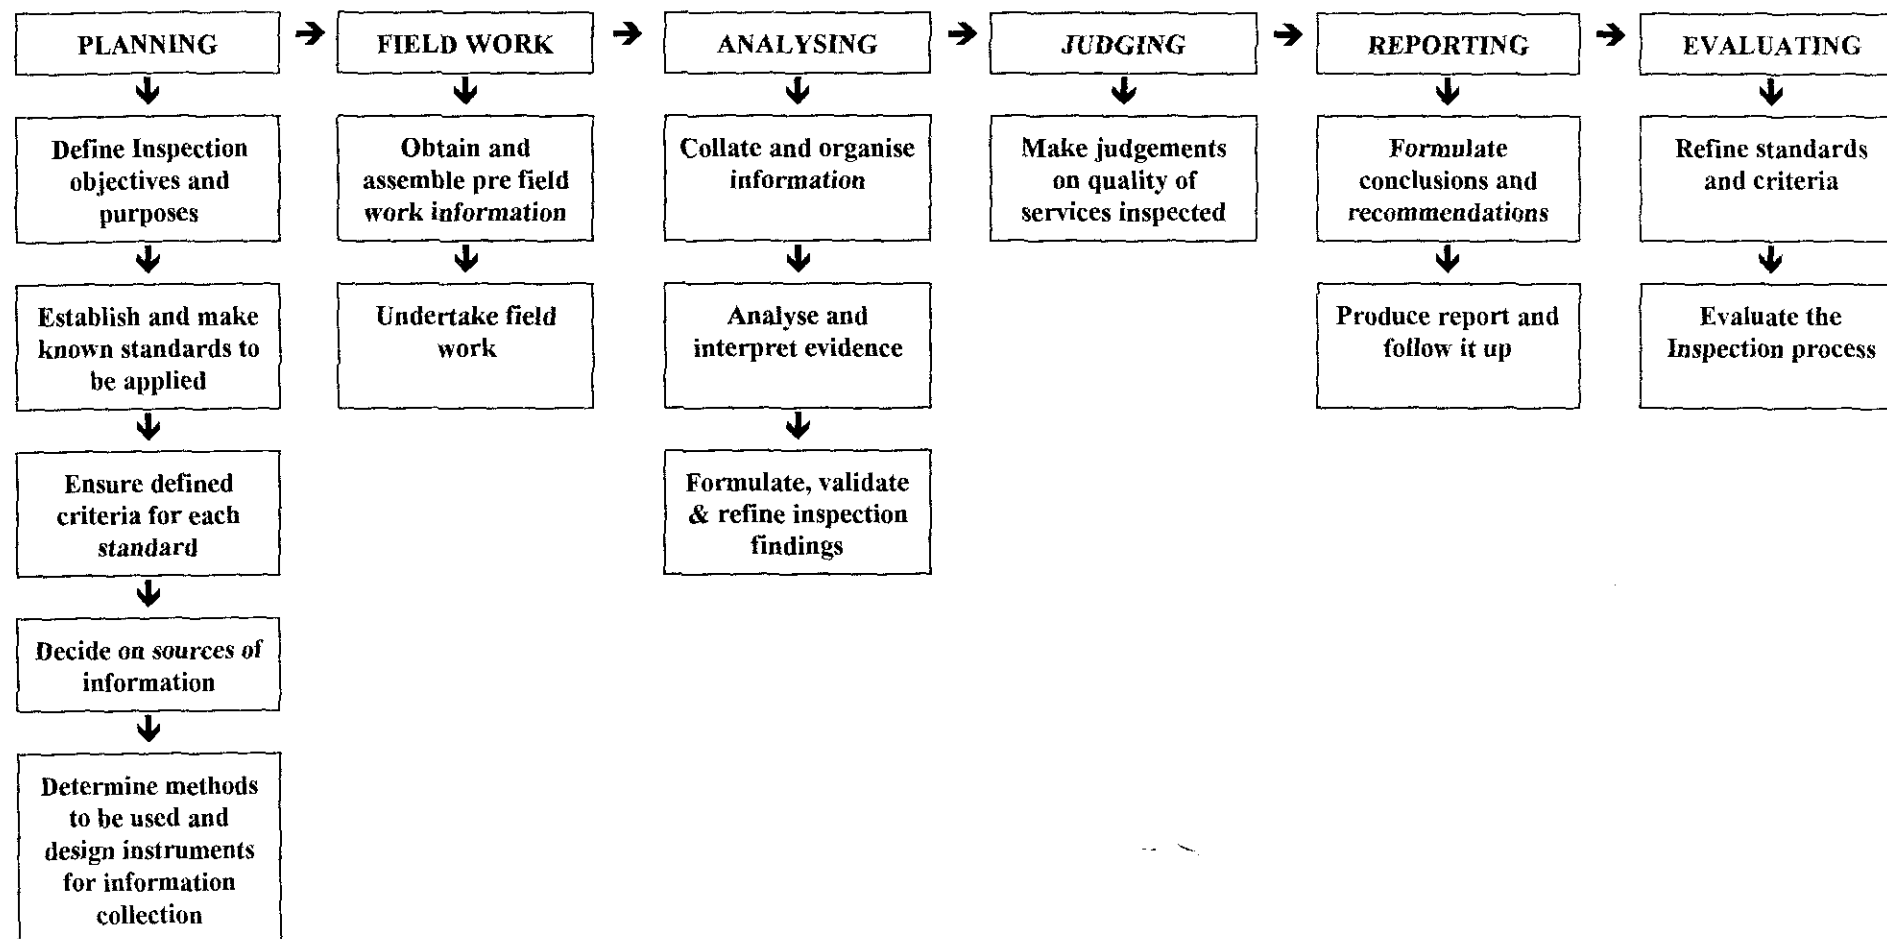 PLANNING
Define Inspection
objectives and
purposes
Establish and make
known standards to
be applied
Ensure defined
criteria for each
standard
Decide on sources of
information
Determine methods
to be used and
design instruments
for information
collection
FIELD WORK
Obtain and
assemble pre field
work information
Undertake field
work
ANALYSING
Collate and organise
information
Analyse and
interpret evidence
Formulate, validate
& refine inspection
findings
JUDGING
Make judgements
on quality of
services inspected
REPORTING
Formulate
conclusions and
recommendations
Produce report and
follow it up
EVALUATING
Refine standards
and criteria
Evaluate the
Inspection process